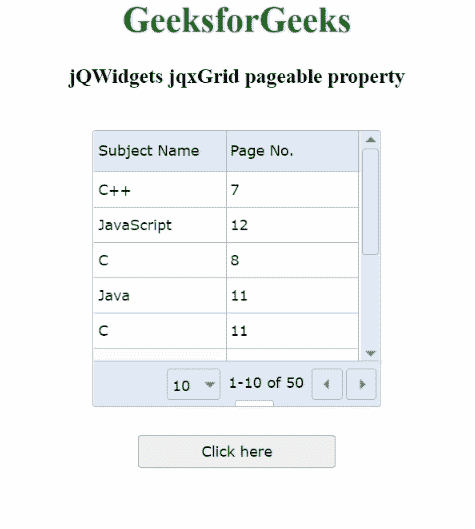 GeeksforGeeks
jQWidgets jqxGrid pageable property
Subject Name Page No.
C++ 7
JavaScript 12
C 8
Java 11
C 11
10 1-10 of 50
Click here